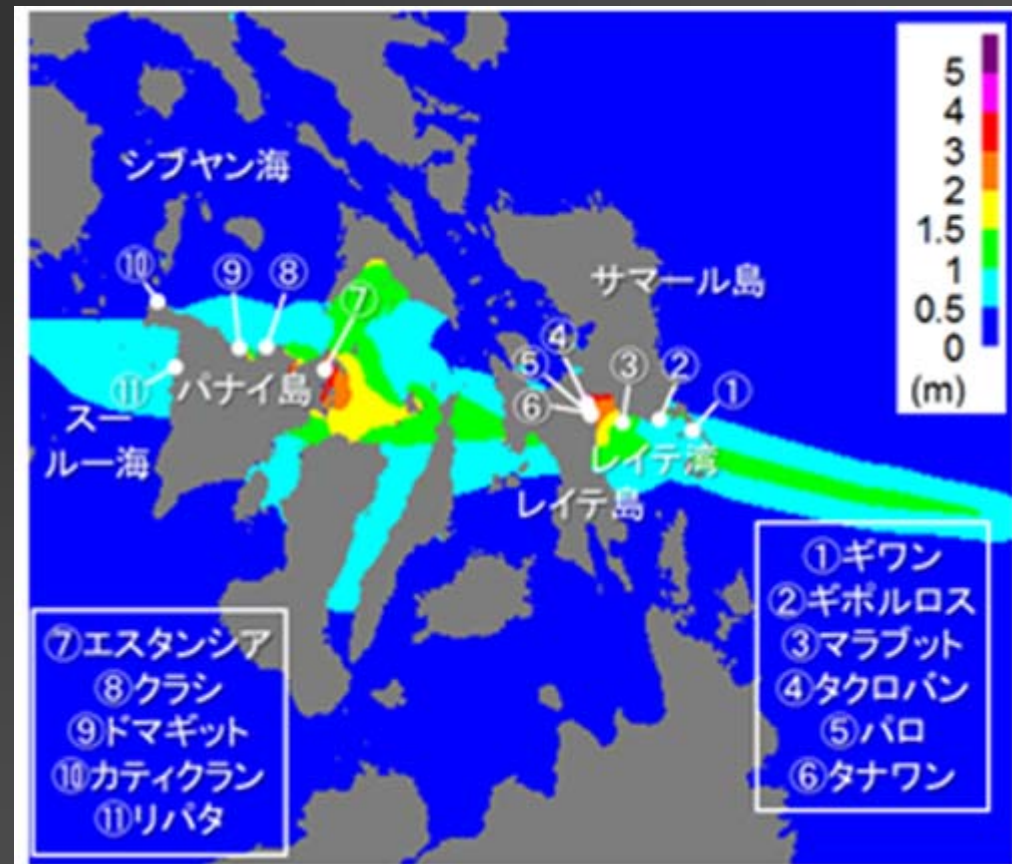 シブヤン海
5
4
3
2
1.5
1
0.5
0
(m)
サマール島
⑩
⑨
⑧
⑦
④
⑤
③
②
①
⑥
⑪
パナイ島
スー
ルー海
レイテ湾
レイテ島
①ギワン
②ギポルロス
③マラブット
④タクロバン
⑤パロ
⑥タナワン
⑦エスタンシア
⑧クラシ
⑨ドマギット
⑩カティクラン
⑪リパタ